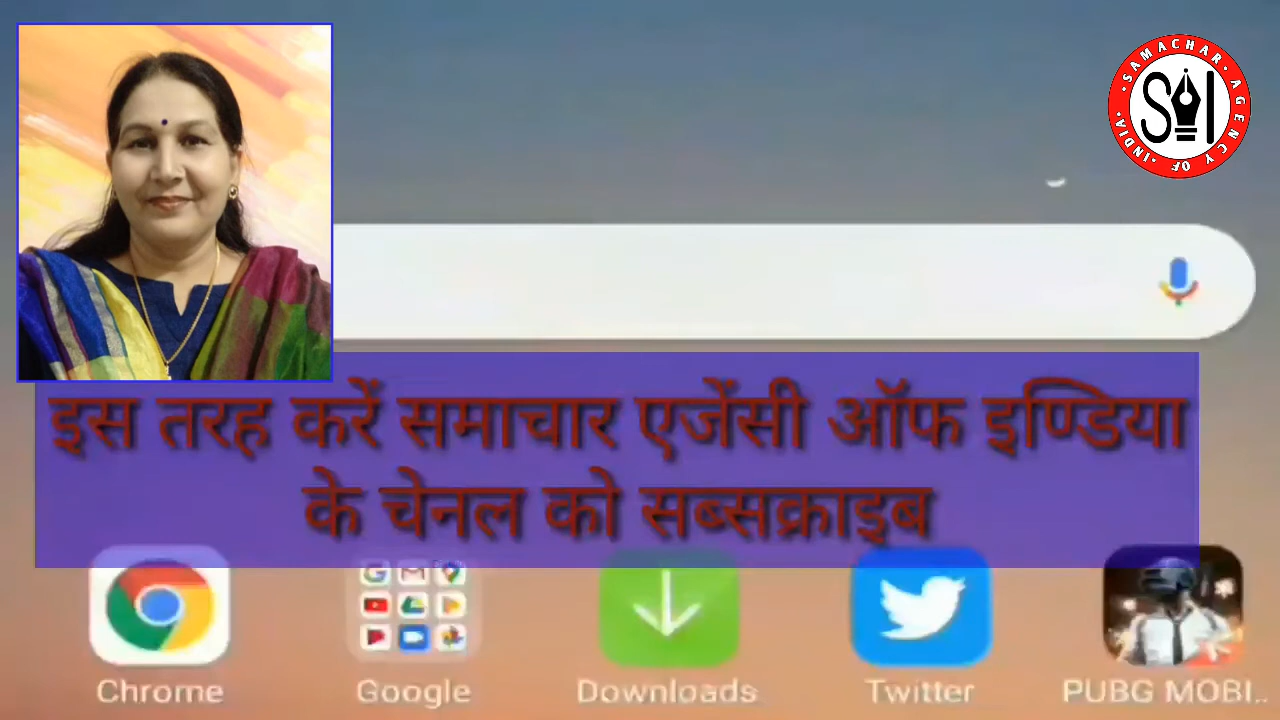 SAMACHAR AGENCY OF INDIA
SAI
इस तरह करें समाचार एजेंसी ऑफ इण्डिया
के चेनल को सब्सक्राइब
Chrome
Google
Downloads
Twitter
PUBG MOBI..